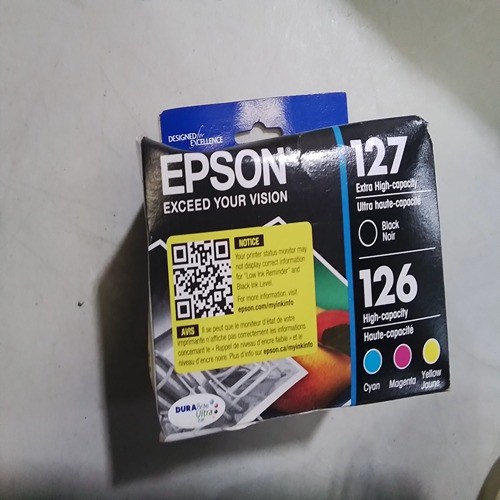 DESIGNED for
EXCELLENCE
EPSON
EXCEED YOUR VISION
127
Extra High-capacity
Ultra haute-capacité
Black
Noir
126
High-capacity
Haute-capacité
Cyan
Magenta
Yellow
Jaune
NOTICE
Your printer status monitor may
not display correct information
for "Low Ink Reminder" and
Black Ink Level.
For more information, visit
epson.com/myinkinfo
AVIS
Il se peut que le moniteur d'état de votre
imprimante n'affiche pas correctement les informations
concernant le « Rappel de niveau d'encre faible » et le
niveau d'encre noire. Plus d'info sur epson.ca/myinkinfo
DURABrite
Ultra